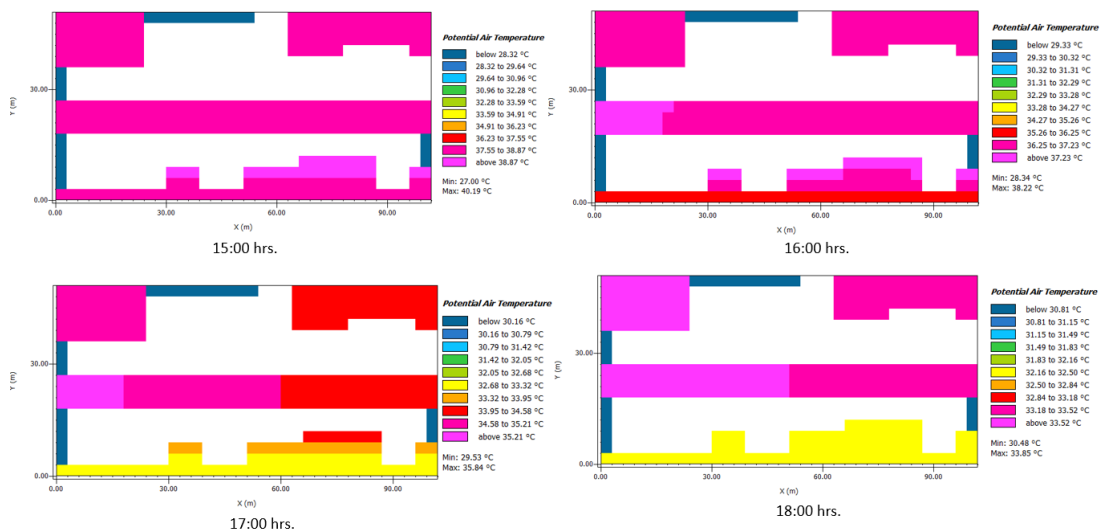 Potential Air Temperature
below 28.32 °C
28.32 to 29.64 °C
29.64 to 30.96 °C
30.96 to 32.28 °C
32.28 to 33.59 °C
33.59 to 34.91 °C
34.91 to 36.23 °C
36.23 to 37.55 °C
37.55 to 38.87 °C
above 38.87 °C
Min: 27.00 °C
Max: 40.19 °C
Y (m)
30.00
0.00
0.00 30.00 60.00 90.00
X (m)
15:00 hrs.
Potential Air Temperature
below 29.33 °C
29.33 to 30.32 °C
30.32 to 31.31 °C
31.31 to 32.29 °C
32.29 to 33.28 °C
33.28 to 34.27 °C
34.27 to 35.26 °C
35.26 to 36.25 °C
36.25 to 37.23 °C
above 37.23 °C
Min: 28.34 °C
Max: 38.22 °C
Y (m)
30.00
0.00
0.00 30.00 60.00 90.00
X (m)
16:00 hrs.
Potential Air Temperature
below 30.16 °C
30.16 to 30.79 °C
30.79 to 31.42 °C
31.42 to 32.05 °C
32.05 to 32.68 °C
32.68 to 33.32 °C
33.32 to 33.95 °C
33.95 to 34.58 °C
34.58 to 35.21 °C
above 35.21 °C
Min: 29.53 °C
Max: 35.84 °C
Y (m)
30.00
0.00
0.00 30.00 60.00 90.00
X (m)
17:00 hrs.
Potential Air Temperature
below 30.81 °C
30.81 to 31.15 °C
31.15 to 31.49 °C
31.49 to 31.83 °C
31.83 to 32.16 °C
32.16 to 32.50 °C
32.50 to 32.84 °C
32.84 to 33.18 °C
33.18 to 33.52 °C
above 33.52 °C
Min: 30.48 °C
Max: 33.85 °C
Y (m)
30.00
0.00
0.00 30.00 60.00 90.00
X (m)
18:00 hrs.